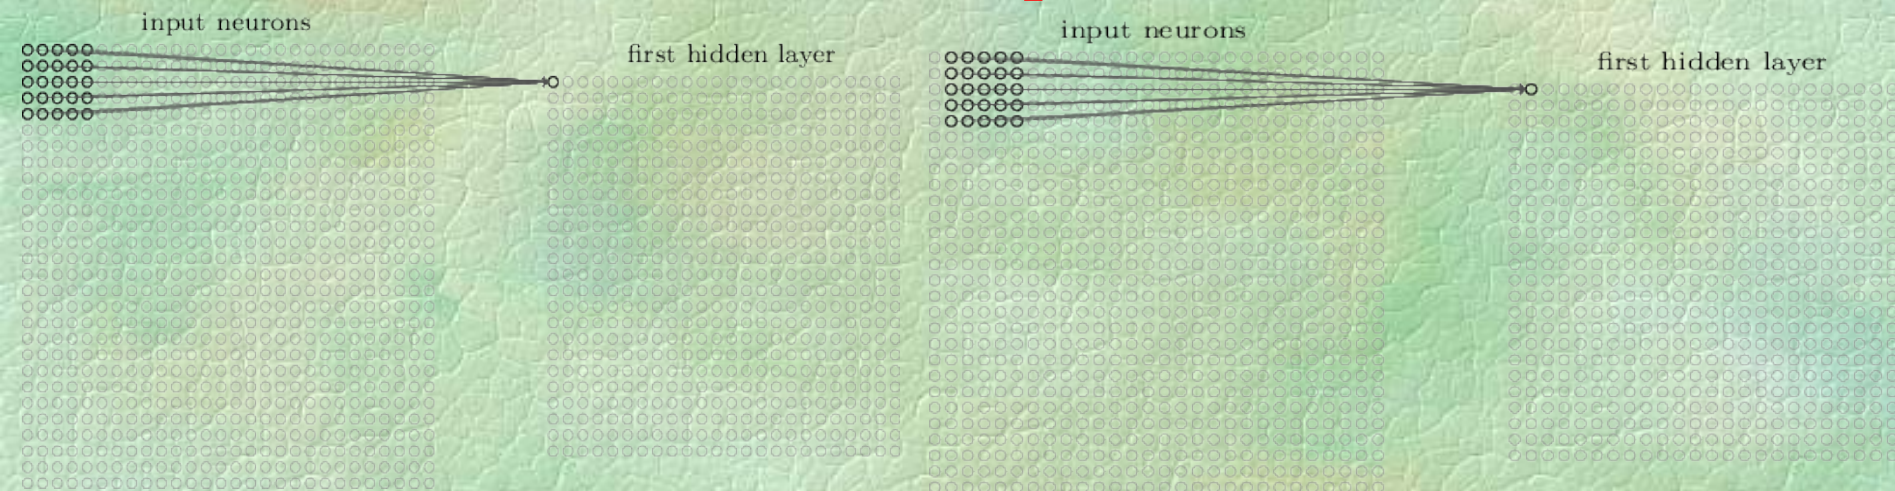 input neurons
first hidden layer
input neurons
first hidden layer